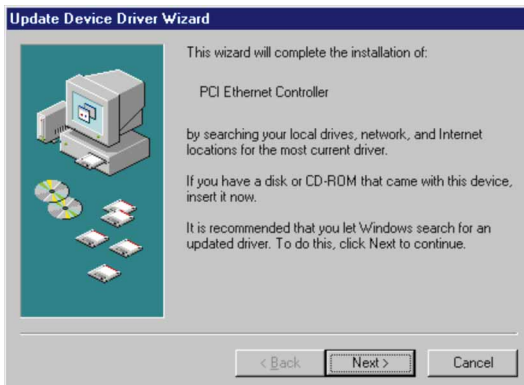 Update Device Driver Wizard
This wizard will complete the installation of:
PCI Ethernet Controller
by searching your local drives, network, and Internet
locations for the most current driver.
If you have a disk or CD-ROM that came with this device,
insert it now.
It is recommended that you let Windows search for an
updated driver. To do this, click Next to continue.
< Back
Next >
Cancel